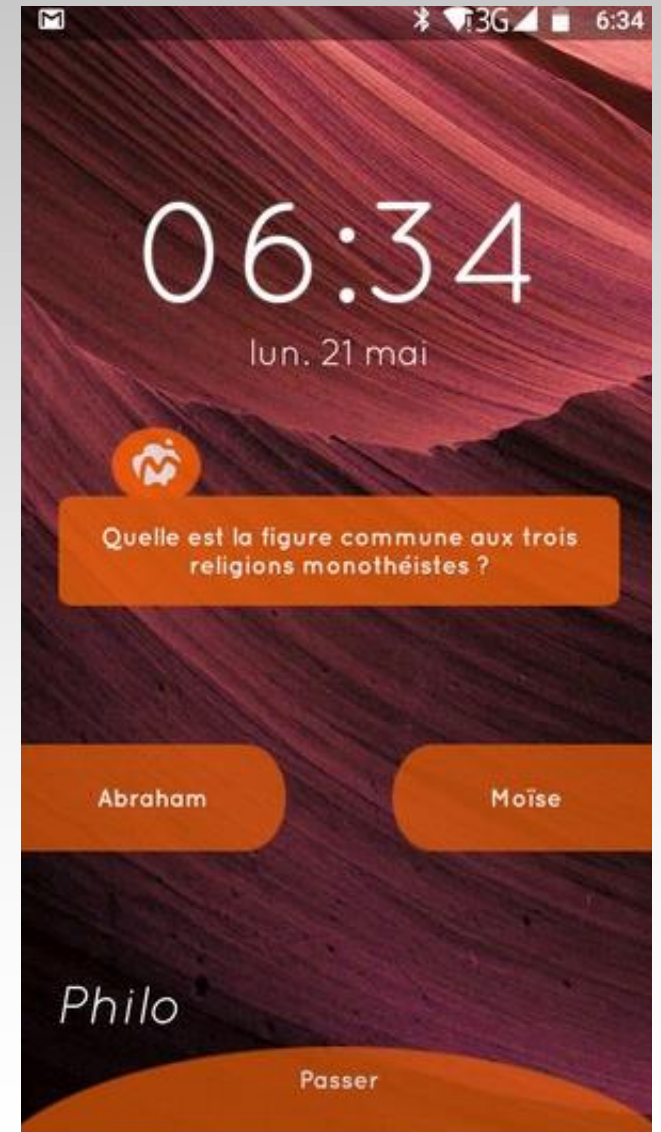 3G 6:34
06:34
lun. 21 mai
Quelle est la figure commune aux trois
religions monothéistes ?
Abraham
Moïse
Philo
Passer